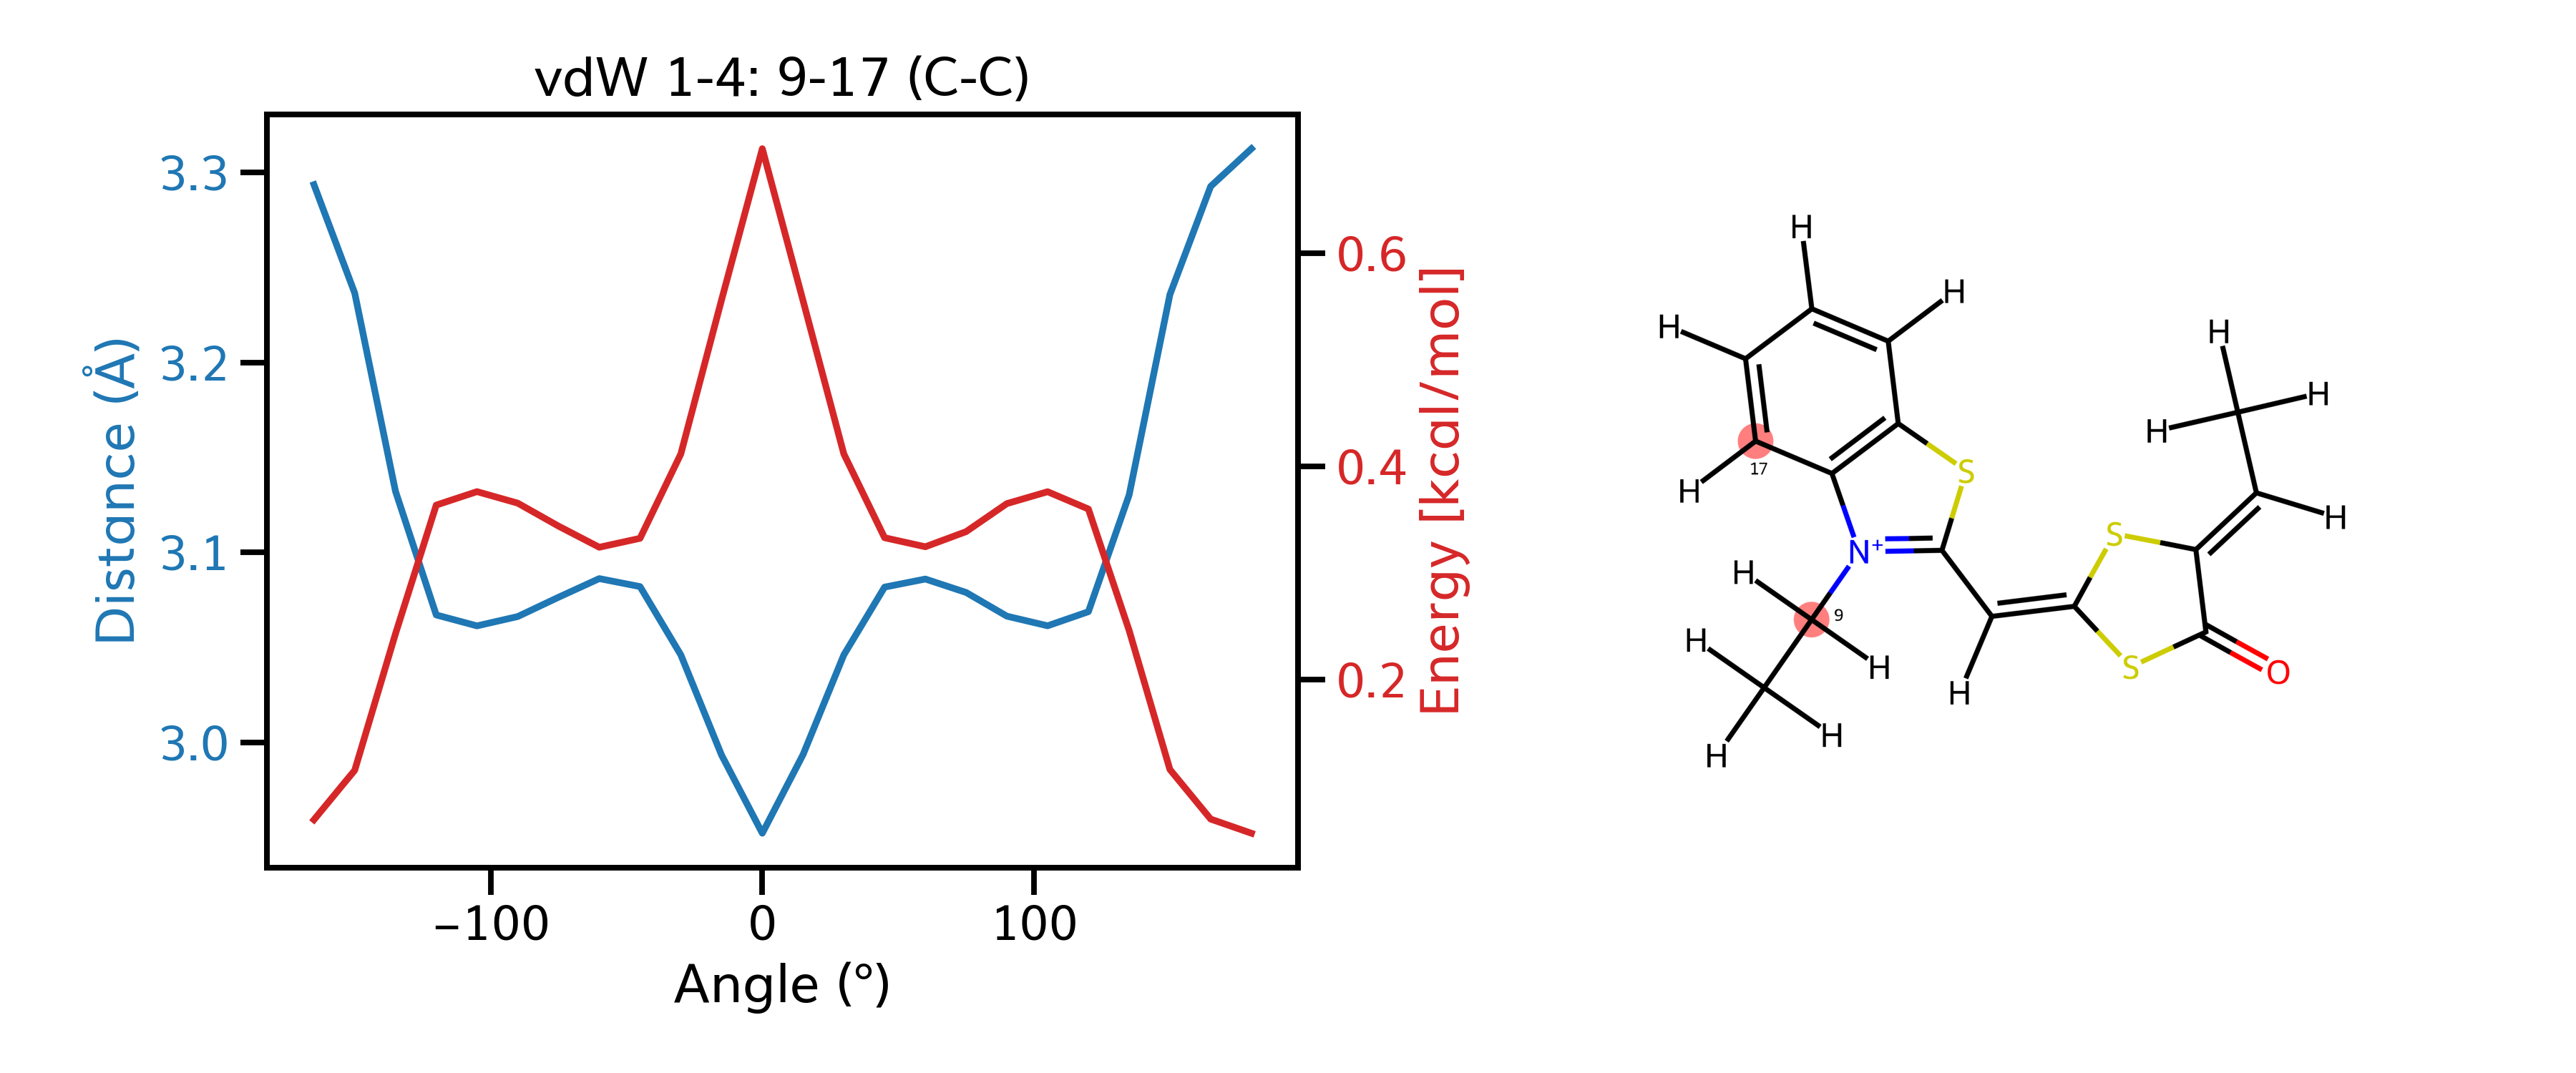 vdW 1-4: 9-17 (C-C)
Distance (Å)
3.3
3.2
3.1
3.0
−100
0
100
Angle (°)
0.6
0.4
0.2
Energy [kcal/mol]
H
H
H
H
H
H
H
S
17
S
H
N+
H
9
H
H
H
S
O
H
H
H